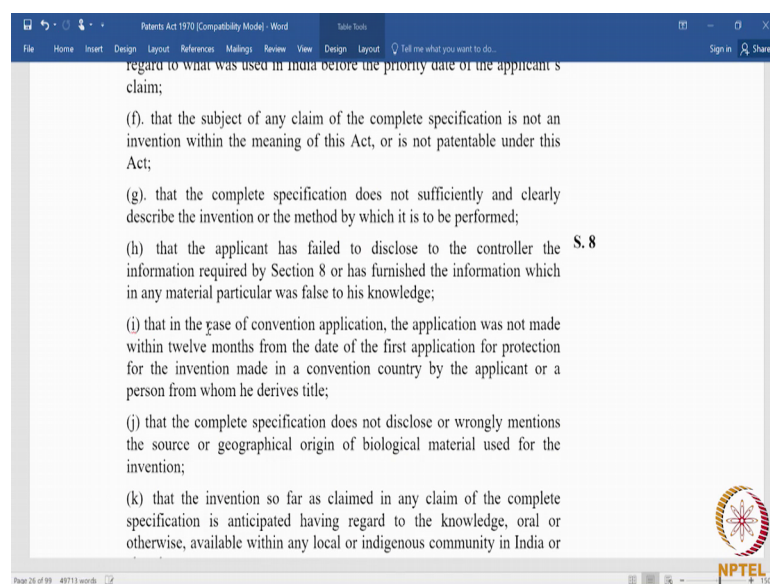 Patents Act 1970 [Compatibility Mode] - Word
Table Tools
File Home Insert Design Layout References Mailings Review View Design Layout Tell me what you want to do... Sign in Share
regard to what was used in India before the priority date of the applicant's
claim;
(f). that the subject of any claim of the complete specification is not an
invention within the meaning of this Act, or is not patentable under this
Act;
(g). that the complete specification does not sufficiently and clearly
describe the invention or the method by which it is to be performed;
(h) that the applicant has failed to disclose to the controller the S. 8
information required by Section 8 or has furnished the information which
in any material particular was false to his knowledge;
(i) that in the case of convention application, the application was not made
within twelve months from the date of the first application for protection
for the invention made in a convention country by the applicant or a
person from whom he derives title;
(j) that the complete specification does not disclose or wrongly mentions
the source or geographical origin of biological material used for the
invention;
(k) that the invention so far as claimed in any claim of the complete
specification is anticipated having regard to the knowledge, oral or
otherwise, available within any local or indigenous community in India or
NPTEL
Page 26 of 99 49713 words